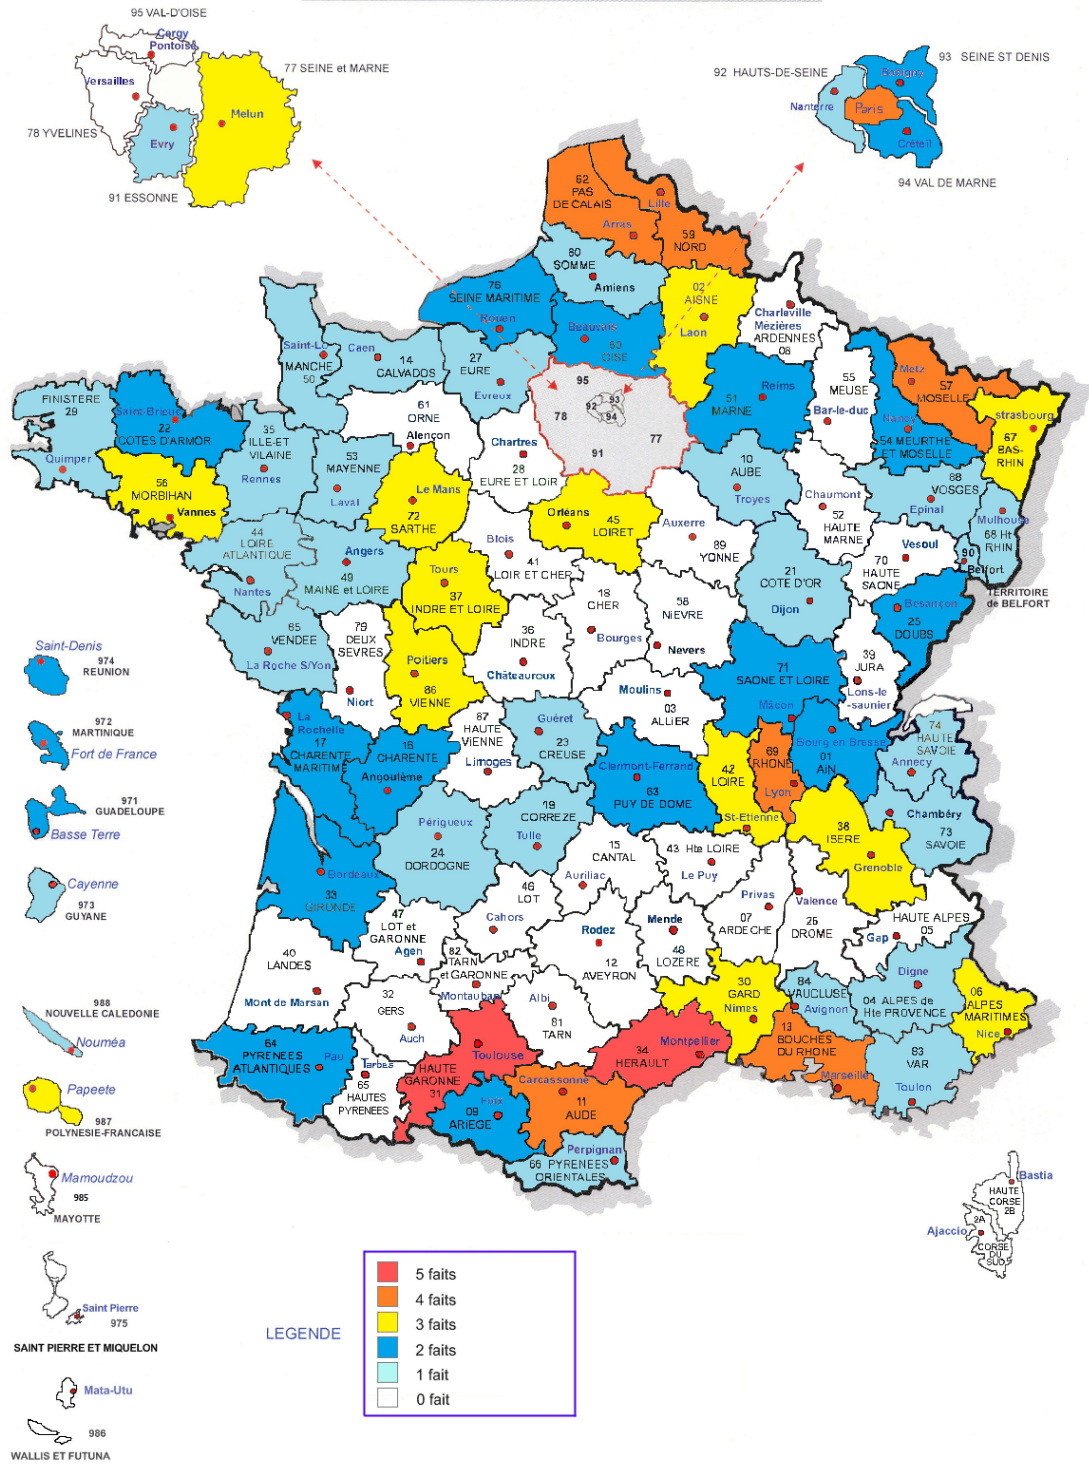 95 VAL-D'OISE
Cergy
Pontoise
Versailles
77 SEINE et MARNE
Melun
78 YVELINES
Evry
91 ESSONNE
93 SEINE ST DENIS
92 HAUTS-DE-SEINE
Bobigny
Nanterre
Paris
Créteil
94 VAL DE MARNE
62
PAS
DE CALAIS
Lille
Arras
59
NORD
80
SOMME
Amiens
76
SEINE MARITIME
Rouen
02
AISNE
Laon
Beauvais
60
OISE
Charleville
Mézières
ARDENNES
08
Saint-Lo
MANCHE
50
Caen
14
CALVADOS
27
EURE
Evreux
95
93
92
94
78
77
91
51
MARNE
Reims
55
MEUSE
Bar-le-duc
Metz
57
MOSELLE
Nancy
54 MEURTHE
ET MOSELLE
strasbourg
67
BAS-
RHIN
FINISTERE
29
Quimper
Saint-Brieuc
22
COTES D'ARMOR
35
ILLE-ET
VILAINE
Rennes
56
MORBIHAN
Vannes
61
ORNE
Alençon
53
MAYENNE
Laval
Chartres
28
EURE ET LOIR
Le Mans
72
SARTHE
Orléans
45
LOIRET
10
AUBE
Troyes
Chaumont
52
HAUTE
MARNE
88
VOSGES
Epinal
Mulhouse
68 Ht
RHIN
44
LOIRE
ATLANTIQUE
Nantes
Angers
49
MAINE et LOIRE
Blois
41
LOIR ET CHER
Auxerre
89
YONNE
Vesoul
70
HAUTE
SAONE
90
Belfort
TERRITOIRE
de BELFORT
Tours
37
INDRE ET LOIRE
18
CHER
Bourges
58
NIEVRE
Nevers
21
COTE D'OR
Dijon
Besançon
25
DOUBS
65
VENDEE
La Roche S/Yon
79
DEUX
SEVRES
Niort
Poitiers
86
VIENNE
36
INDRE
Châteauroux
Moulins
03
ALLIER
71
SAONE ET LOIRE
Mâcon
39
JURA
Lons-le
-saunier
Saint-Denis
974
REUNION
972
MARTINIQUE
Fort de France
971
GUADELOUPE
Basse Terre
Cayenne
973
GUYANE
988
NOUVELLE CALEDONIE
Nouméa
Papeete
987
POLYNESIE-FRANCAISE
Mamoudzou
985
MAYOTTE
Saint Pierre
975
SAINT PIERRE ET MIQUELON
Mata-Utu
986
WALLIS ET FUTUNA
La
Rochelle
17
CHARENTE
MARITIME
16
CHARENTE
Angoulème
87
HAUTE
VIENNE
Limoges
Guéret
23
CREUSE
Clermont-Ferrand
63
PUY DE DOME
42
LOIRE
St-Etienne
69
RHONE
Lyon
Bourg en Bresse
01
AIN
74
HAUTE
SAVOIE
Annecy
Chambéry
73
SAVOIE
Périgueux
24
DORDOGNE
19
CORREZE
Tulle
15
CANTAL
Auriliac
43 Hte LOIRE
Le Puy
38
ISERE
Grenoble
Bordeaux
33
GIRONDE
47
LOT et
GARONNE
Agen
46
LOT
Cahors
Rodez
12
AVEYRON
Mende
48
LOZERE
Privas
07
ARDECHE
Valence
26
DROME
HAUTE ALPES
05
Gap
40
LANDES
Mont de Marsan
82
TARN
et GARONNE
Montauban
32
GERS
Auch
Albi
81
TARN
30
GARD
Nimes
84
VAUCLUSE
Avignon
Digne
04 ALPES de
Hte PROVENCE
06
ALPES
MARITIMES
Nice
64
PYRENEES
ATLANTIQUES
Pau
Tarbes
65
HAUTES
PYRENEES
Toulouse
HAUTE
GARONNE
31
34
HERAULT
Montpellier
13
BOUCHES
DU RHONE
Marseille
83
VAR
Toulon
Foix
09
ARIEGE
Carcassonne
11
AUDE
Perpignan
66 PYRENEES
ORIENTALES
Bastia
HAUTE
CORSE
2B
Ajaccio
2A
CORSE
DU
SUD
LEGENDE
5 faits
4 faits
3 faits
2 faits
1 fait
0 fait